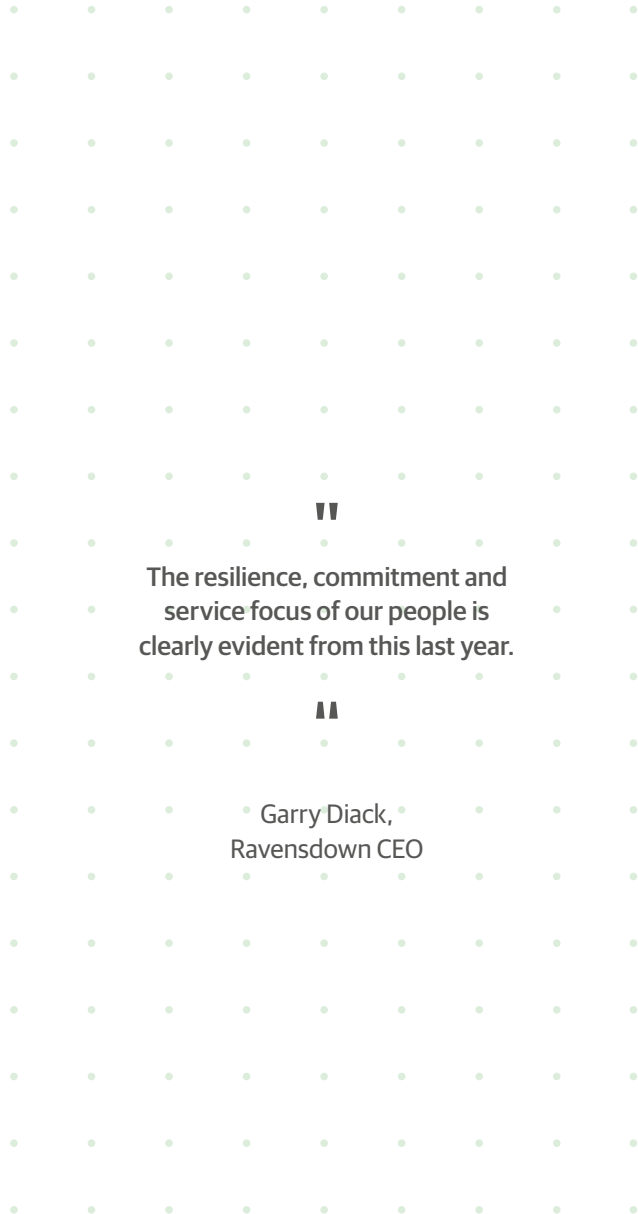 "
The resilience, commitment and
service focus of our people is
clearly evident from this last year.
"
Garry Diack,
Ravensdown CEO